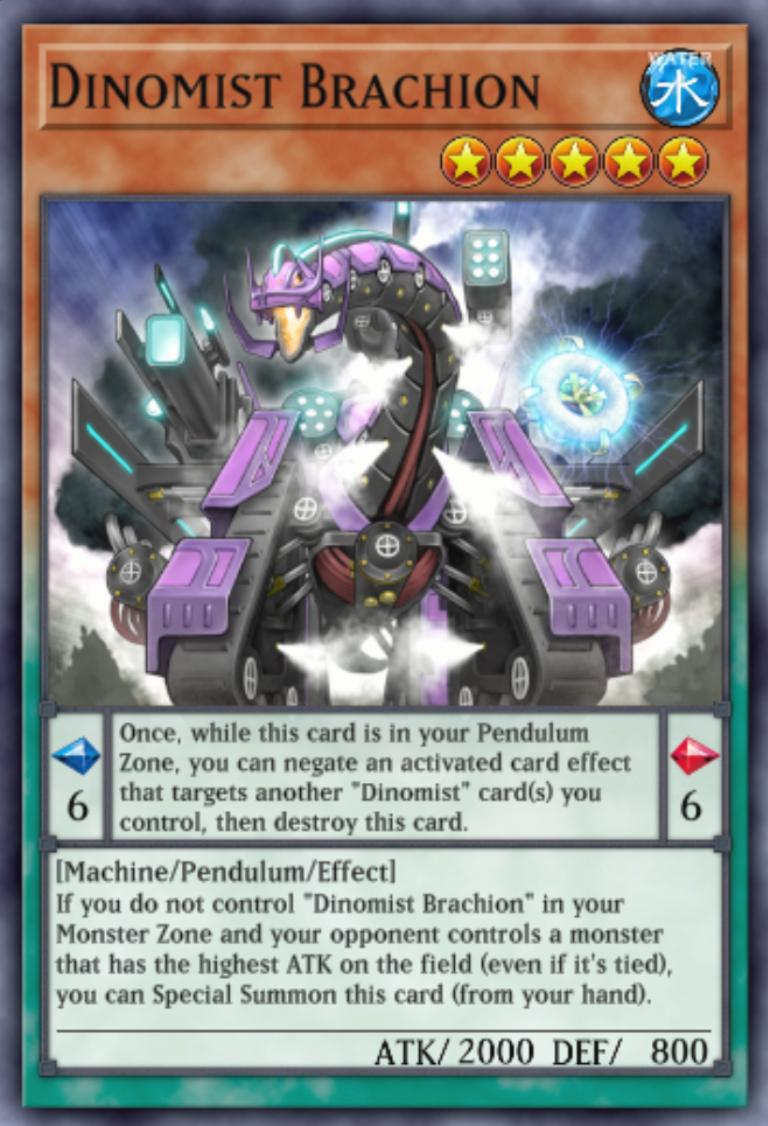 Dinomist Brachion
WATER
水
Once, while this card is in your Pendulum
Zone, you can negate an activated card effect
that targets another "Dinomist" card(s) you
control, then destroy this card.
6
6
[Machine/Pendulum/Effect]
If you do not control "Dinomist Brachion" in your
Monster Zone and your opponent controls a monster
that has the highest ATK on the field (even if it's tied),
you can Special Summon this card (from your hand).
ATK/ 2000 DEF/ 800